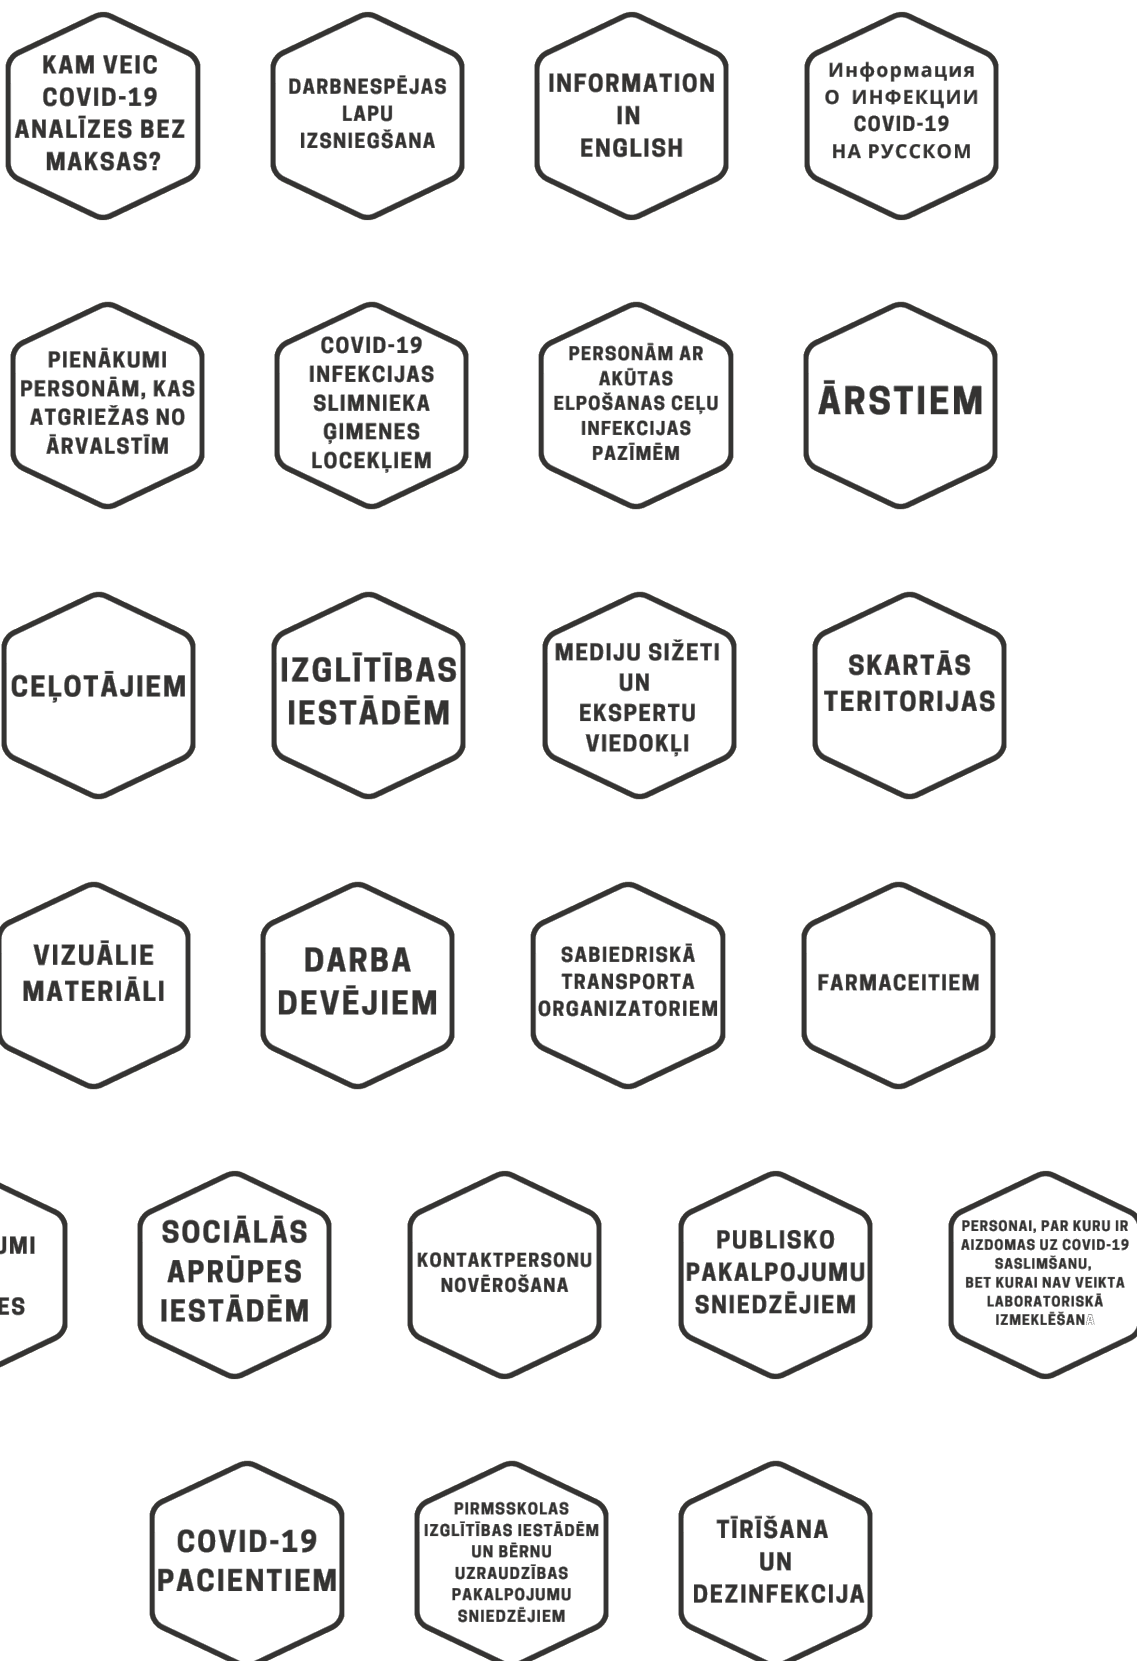 KAM VEIC
COVID-19
ANALĪZES BEZ
MAKSAS?
DARBNESPĒJAS
LAPU
IZSNIEGŠANA
INFORMATION
IN
ENGLISH
Информация
О ИНФЕКЦИИ
COVID-19
НА РУССКОМ
PIENĀKUMI
PERSONĀM, KAS
ATGRIEŽAS NO
ĀRVALSTĪM
COVID-19
INFEKCIJAS
SLIMNIEKA
ĢIMENES
LOCEKĻIEM
PERSONĀM AR
AKŪTAS
ELPOŠANAS CEĻU
INFEKCIJAS
PAZĪMĒM
ĀRSTIEM
CEĻOTĀJIEM
IZGLĪTĪBAS
IESTĀDĒM
MEDIJU SIŽETI
UN
EKSPERTU
VIEDOKĻI
SKARTĀS
TERITORIJAS
VIZUĀLIE
MATERIĀLI
DARBA
DEVĒJIEM
SABIEDRISKĀ
TRANSPORTA
ORGANIZATORIEM
FARMACEITIEM
SOCIĀLĀS
APRŪPES
IESTĀDĒM
KONTAKTPERSONU
NOVĒROŠANA
PUBLISKO
PAKALPOJUMU
SNIEDZĒJIEM
PERSONAI, PAR KURU IR
AIZDOMAS UZ COVID-19
SASLIMŠANU,
BET KURAI NAV VEIKTA
LABORATORISKĀ
IZMEKLĒŠANA
COVID-19
PACIENTIEM
PIRMSSKOLAS
IZGLĪTĪBAS IESTĀDĒM
UN BĒRNU
UZRAUDZĪBAS
PAKALPOJUMU
SNIEDZĒJIEM
TĪRĪŠANA
UN
DEZINFEKCIJA